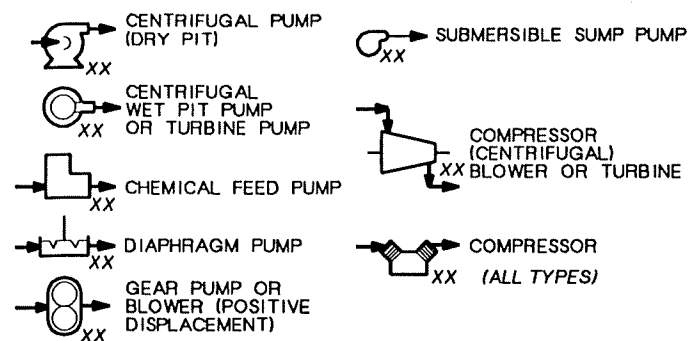 CENTRIFUGAL PUMP
(DRY PIT)
XX
CENTRIFUGAL
WET PIT PUMP
OR TURBINE PUMP
XX
CHEMICAL FEED PUMP
XX
DIAPHRAGM PUMP
XX
GEAR PUMP OR
BLOWER (POSITIVE
DISPLACEMENT)
XX
SUBMERSIBLE SUMP PUMP
XX
COMPRESSOR
(CENTRIFUGAL)
XX BLOWER OR TURBINE
COMPRESSOR
XX (ALL TYPES)